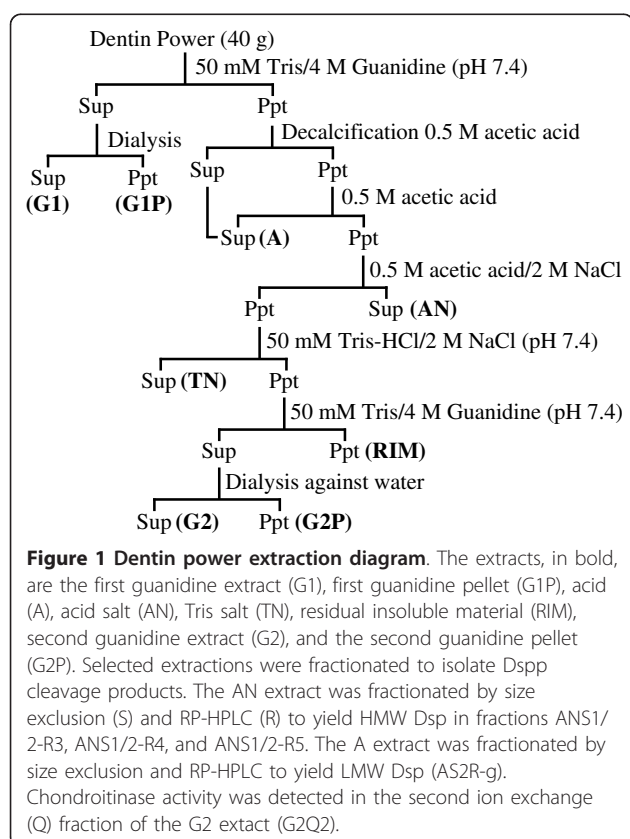 Dentin Power (40 g)
50 mM Tris/4 M Guanidine (pH 7.4)
Sup Ppt
Dialysis Decalcification 0.5 M acetic acid
Sup Ppt Sup Ppt
(G1) (G1P) 0.5 M acetic acid
Sup (A) Ppt
0.5 M acetic acid/2 M NaCl
Ppt Sup (AN)
50 mM Tris-HCl/2 M NaCl (pH 7.4)
Sup (TN) Ppt
50 mM Tris/4 M Guanidine (pH 7.4)
Sup Ppt (RIM)
Dialysis against water
Sup (G2) Ppt (G2P)
Figure 1 Dentin power extraction diagram. The extracts, in bold,
are the first guanidine extract (G1), first guanidine pellet (G1P), acid
(A), acid salt (AN), Tris salt (TN), residual insoluble material (RIM),
second guanidine extract (G2), and the second guanidine pellet
(G2P). Selected extractions were fractionated to isolate Dspp
cleavage products. The AN extract was fractionated by size
exclusion (S) and RP-HPLC (R) to yield HMW Dsp in fractions ANS1/
2-R3, ANS1/2-R4, and ANS1/2-R5. The A extract was fractionated by
size exclusion and RP-HPLC to yield LMW Dsp (AS2R-g).
Chondroitinase activity was detected in the second ion exchange
(Q) fraction of the G2 extact (G2Q2).